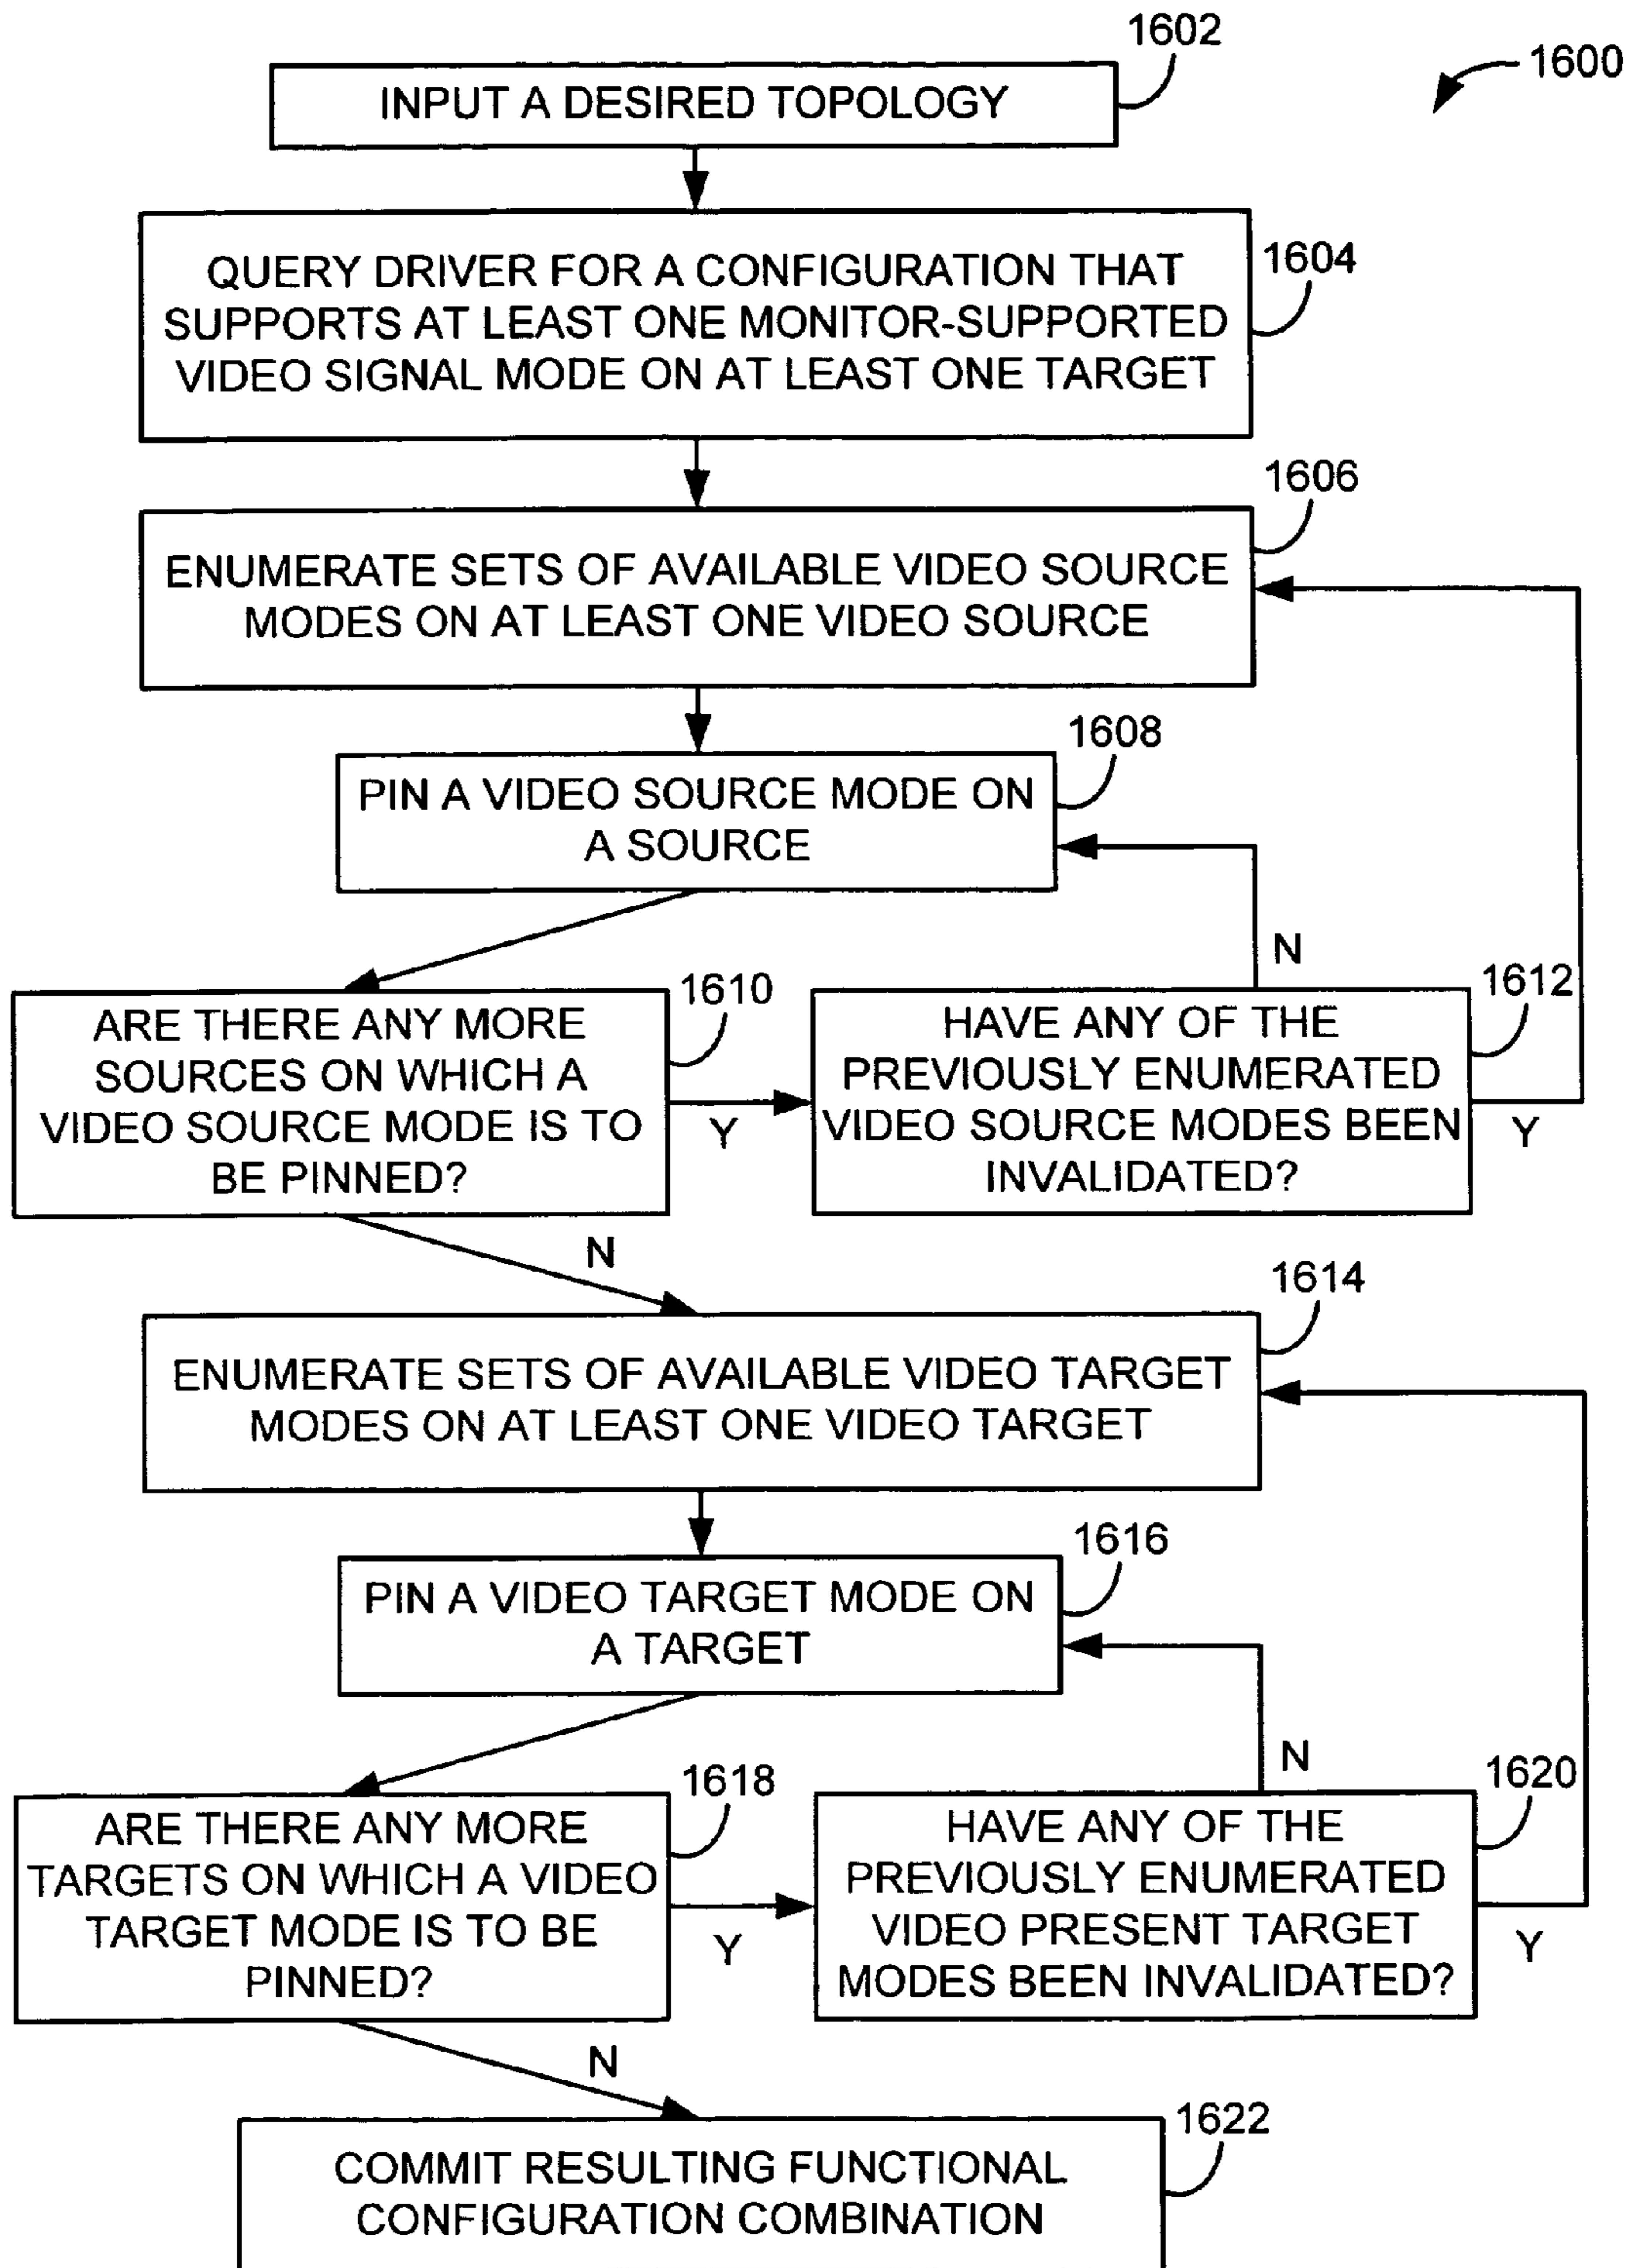 1602
1600
INPUT A DESIRED TOPOLOGY
1604
QUERY DRIVER FOR A CONFIGURATION THAT
SUPPORTS AT LEAST ONE MONITOR-SUPPORTED
VIDEO SIGNAL MODE ON AT LEAST ONE TARGET
1606
ENUMERATE SETS OF AVAILABLE VIDEO SOURCE
MODES ON AT LEAST ONE VIDEO SOURCE
1608
PIN A VIDEO SOURCE MODE ON
A SOURCE
N
1610
ARE THERE ANY MORE
SOURCES ON WHICH A
VIDEO SOURCE MODE IS TO
BE PINNED?
Y
1612
HAVE ANY OF THE
PREVIOUSLY ENUMERATED
VIDEO SOURCE MODES BEEN
INVALIDATED?
Y
N
1614
ENUMERATE SETS OF AVAILABLE VIDEO TARGET
MODES ON AT LEAST ONE VIDEO TARGET
1616
PIN A VIDEO TARGET MODE ON
A TARGET
N
1618
ARE THERE ANY MORE
TARGETS ON WHICH A VIDEO
TARGET MODE IS TO BE
PINNED?
Y
1620
HAVE ANY OF THE
PREVIOUSLY ENUMERATED
VIDEO PRESENT TARGET
MODES BEEN INVALIDATED?
Y
N
1622
COMMIT RESULTING FUNCTIONAL
CONFIGURATION COMBINATION